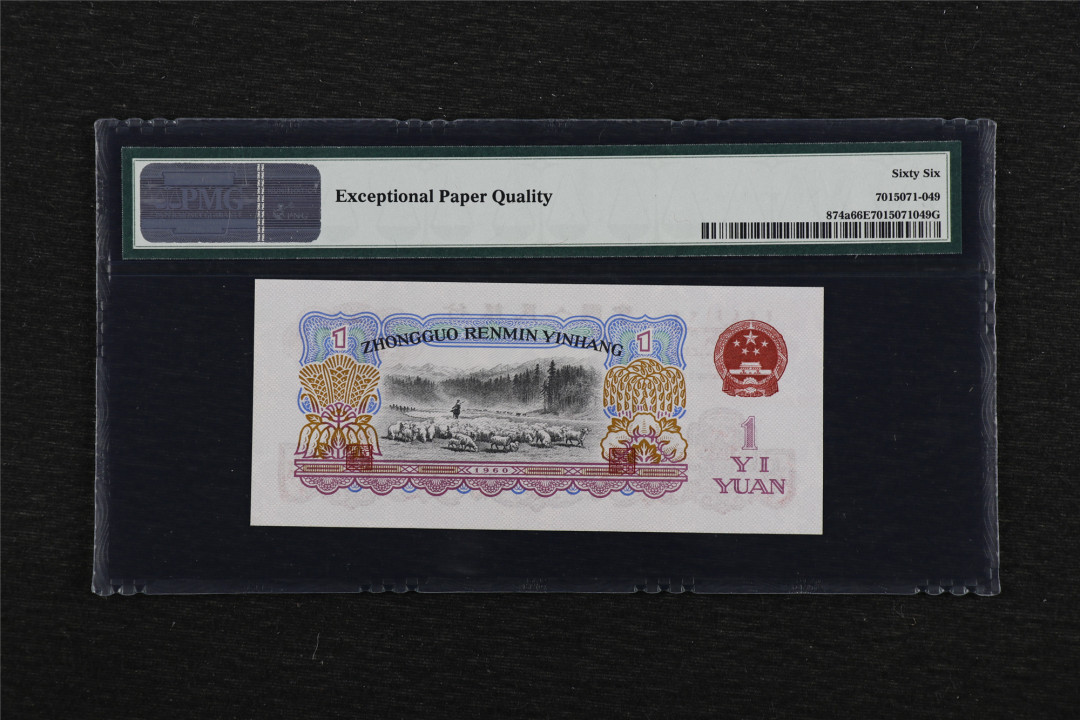 PMG
Exceptional Paper Quality
Sixty Six
7015071-049
874a66E7015071049G
1
ZHONGGUO RENMIN YINHANG
1
1960
1
YI
YUAN